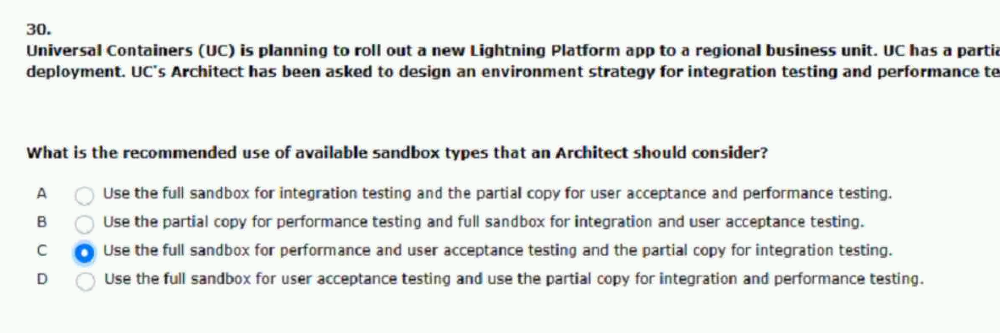 30.
Universal Containers (UC) is planning to roll out a new Lightning Platform app to a regional business unit. UC has a partia
deployment. UC's Architect has been asked to design an environment strategy for integration testing and performance te
What is the recommended use of available sandbox types that an Architect should consider?
A Use the full sandbox for integration testing and the partial copy for user acceptance and performance testing.
B Use the partial copy for performance testing and full sandbox for integration and user acceptance testing.
C Use the full sandbox for performance and user acceptance testing and the partial copy for integration testing.
D Use the full sandbox for user acceptance testing and use the partial copy for integration and performance testing.